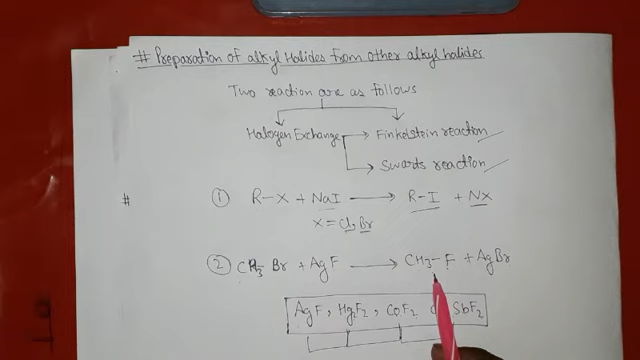 # Preparation of alkyl Halides from other alkyl halides
Two reaction are as follows
Halogen Exchange → Finkelstein reaction
→ Swarts reaction
# ① R-X + NaI → R-I + NX
X = Cl, Br
② CH3 Br + AgF → CH3-F + AgBr
AgF, Hg2F2, CoF2 SbF2